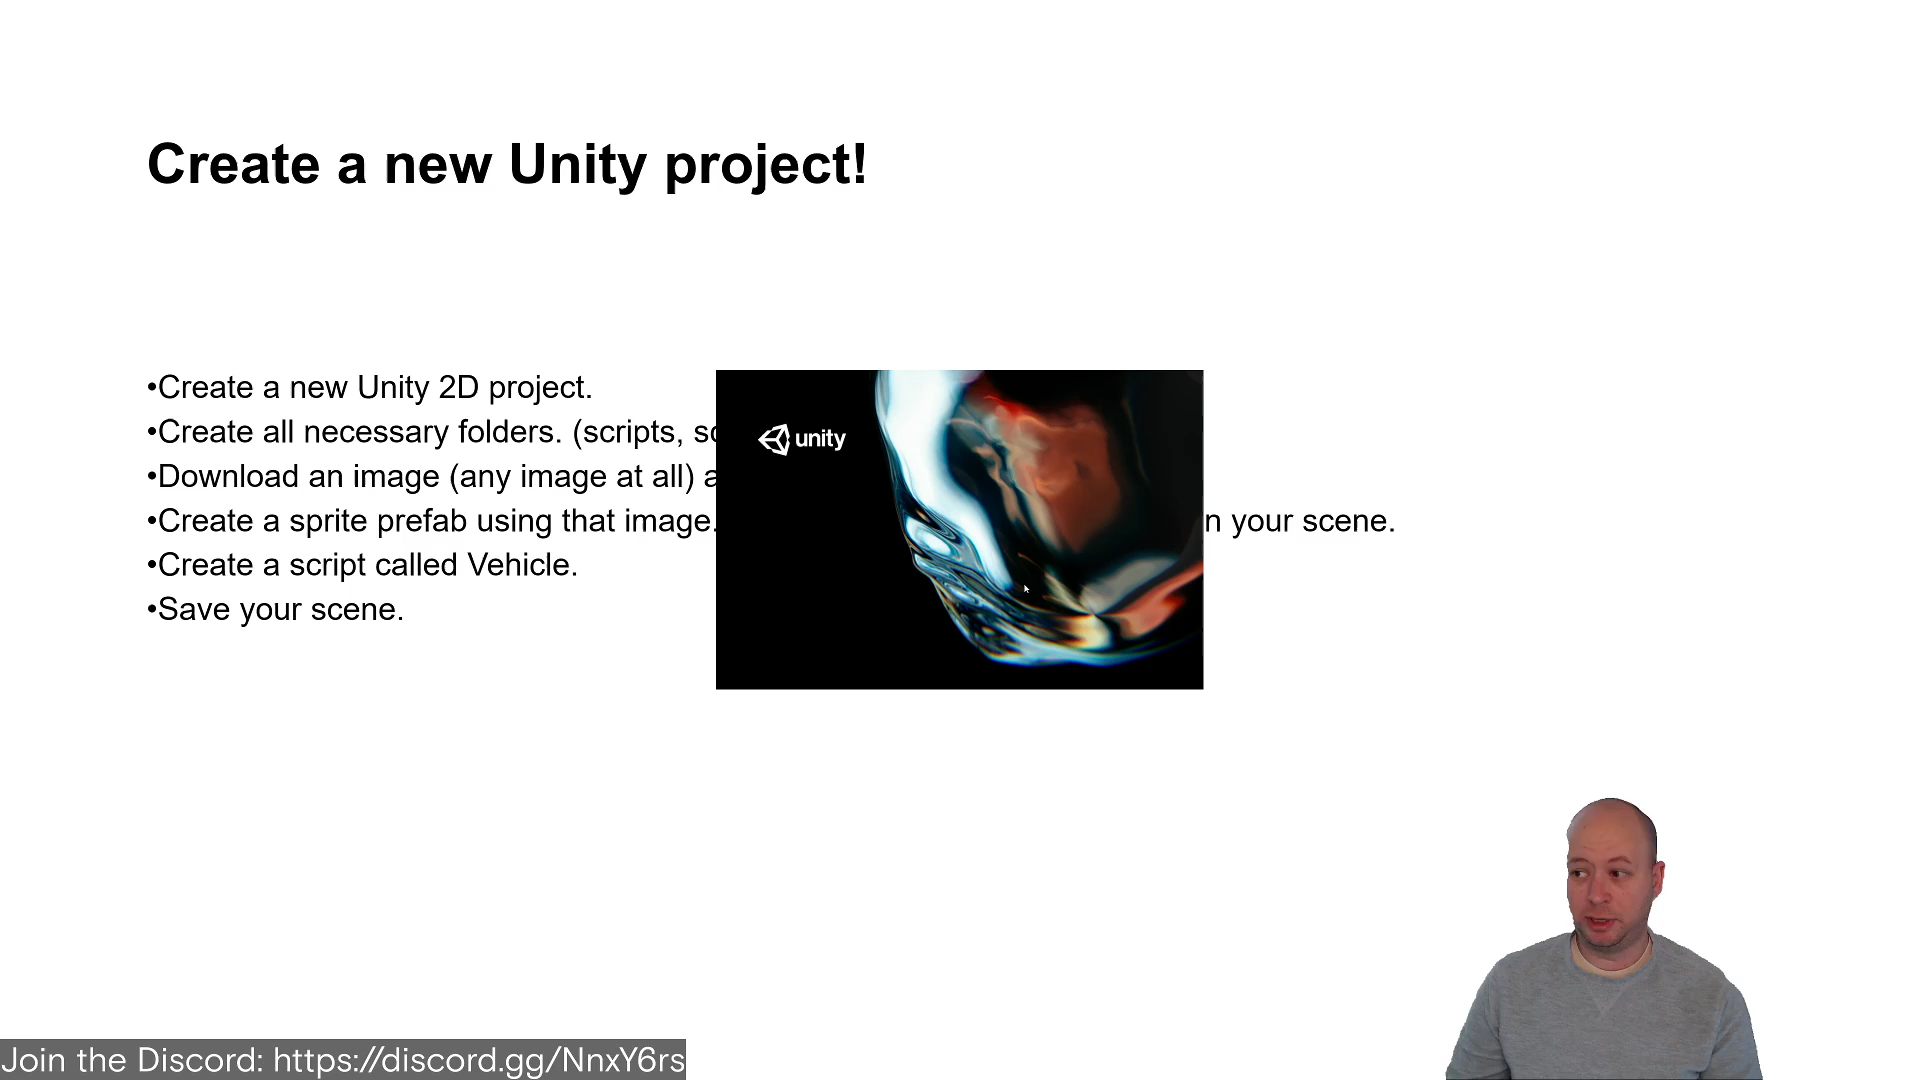 Create a new Unity project!
•Create a new Unity 2D project.
•Create all necessary folders. (scripts,
•Download an image (any image at all)
•Create a sprite prefab using that image. your scene.
•Create a script called Vehicle.
•Save your scene.
unity
Join the Discord: https://discord.gg/NnxY6rs